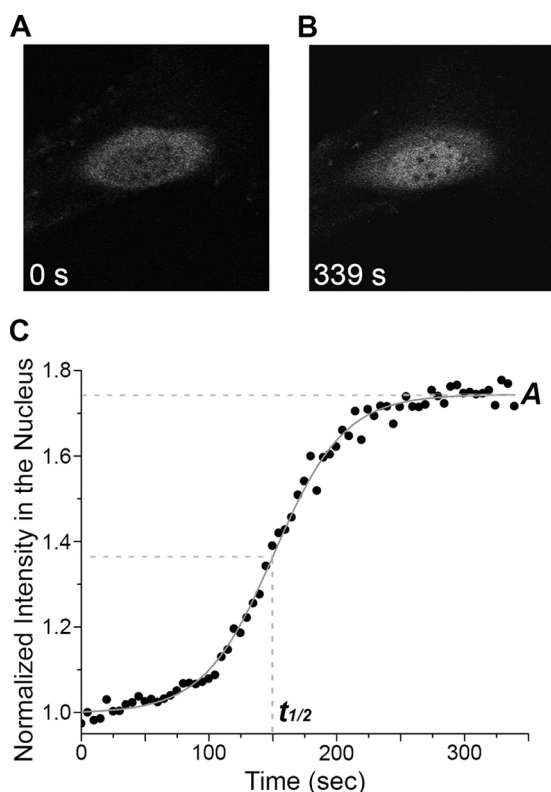 A
B
0 s
339 s
C
Normalized Intensity in the Nucleus
1.8
1.6
1.4
1.2
1.0
A
t1/2
0
100
200
300
Time (sec)